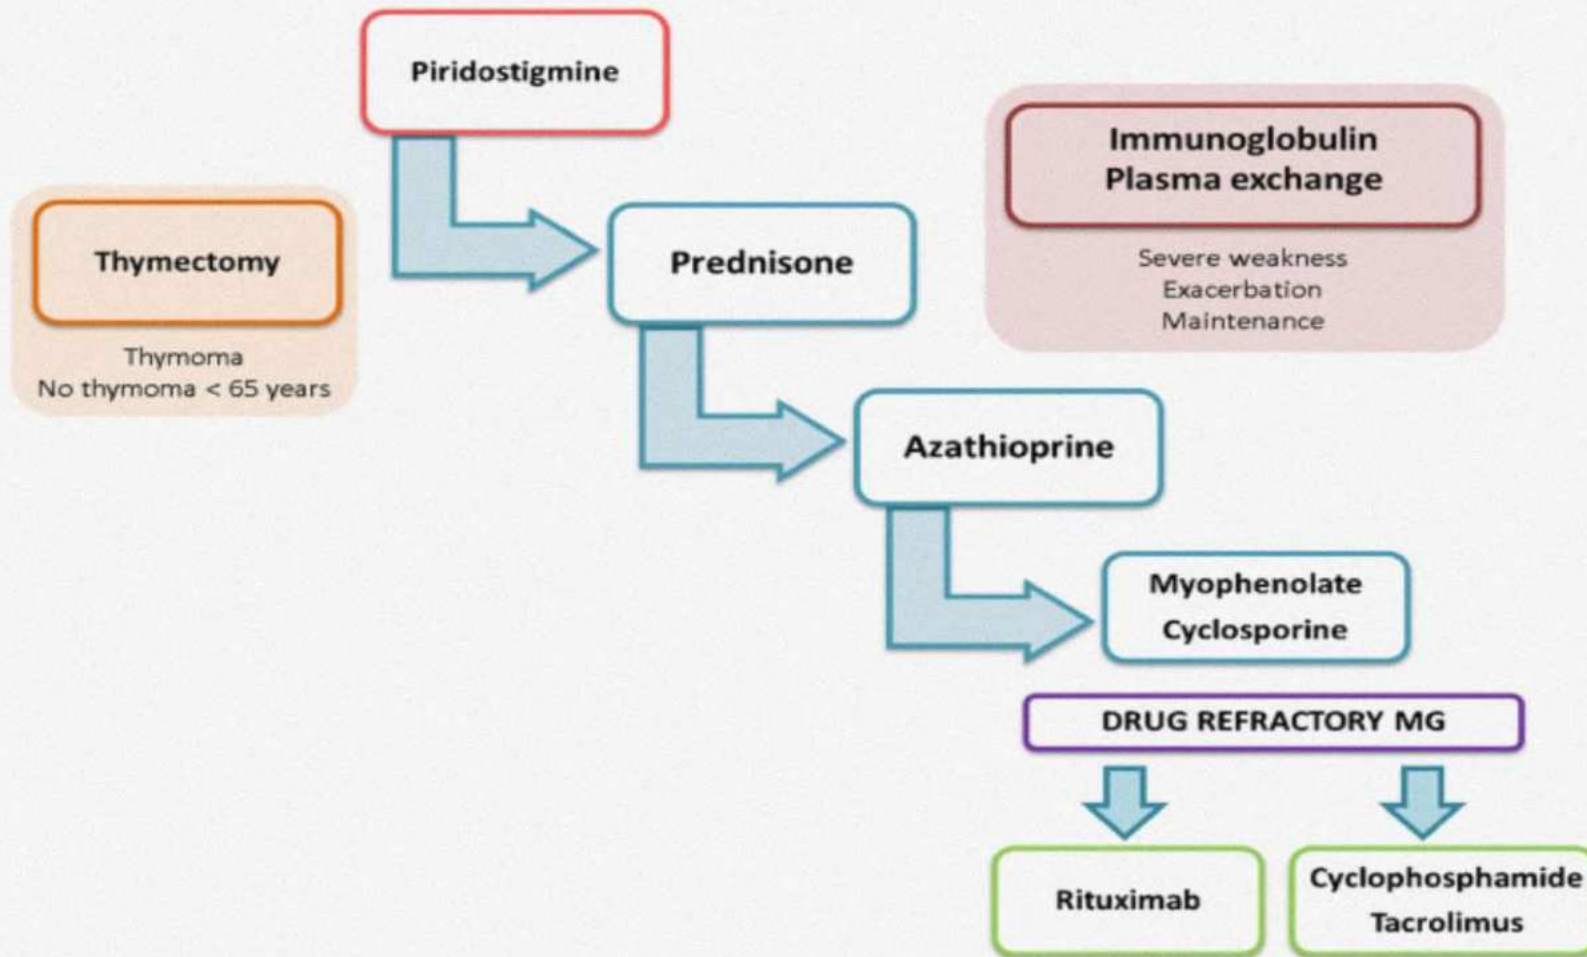 Piridostigmine
Immunoglobulin
Plasma exchange
Severe weakness
Exacerbation
Maintenance
Thymectomy
Thymoma
No thymoma < 65 years
Prednisone
Azathioprine
Myophenolate
Cyclosporine
DRUG REFRACTORY MG
Rituximab
Cyclophosphamide
Tacrolimus